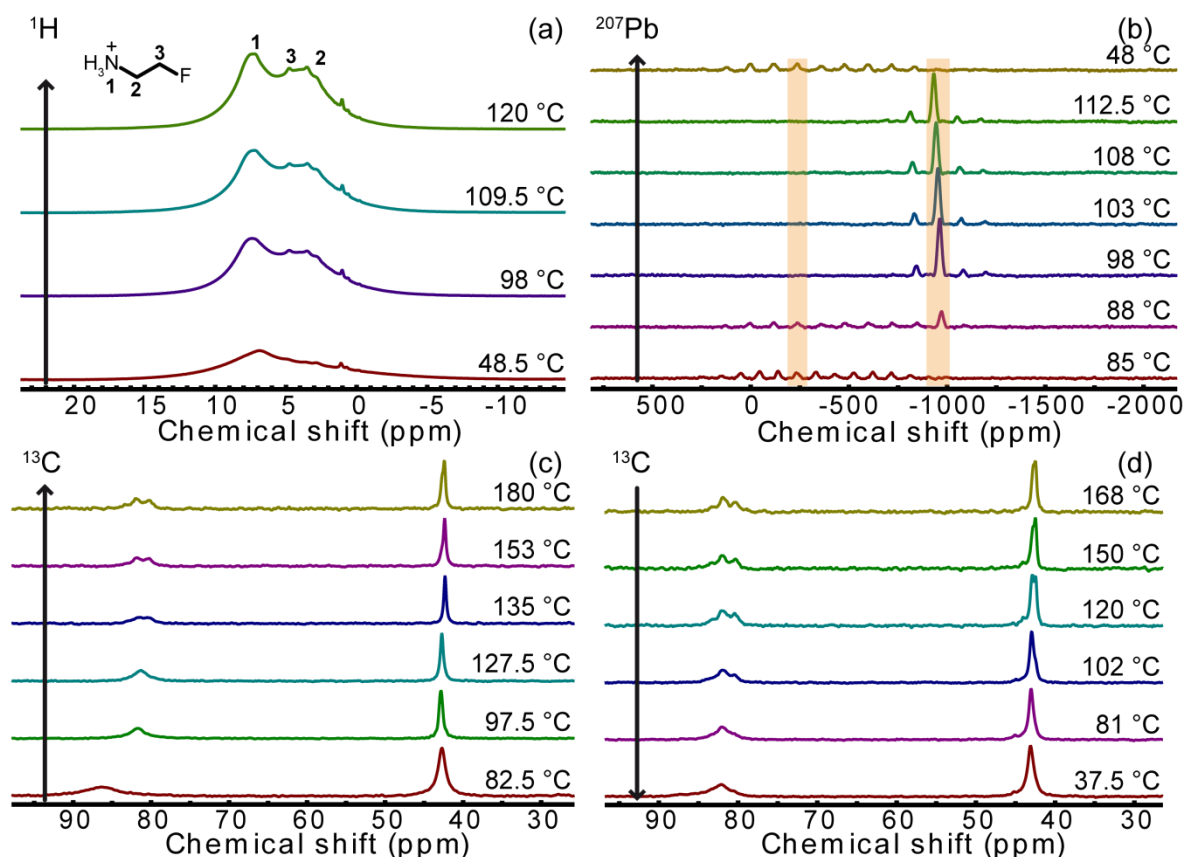 ¹H
(a)
H₃N
+
F
1
2
3
1
3
2
120 °C
109.5 °C
98 °C
48.5 °C
20 15 10 5 0 -5 -10
Chemical shift (ppm)
²⁰⁷Pb
(b)
48 °C
112.5 °C
108 °C
103 °C
98 °C
88 °C
85 °C
500 0 -500 -1000 -1500 -2000
Chemical shift (ppm)
¹³C
(c)
180 °C
153 °C
135 °C
127.5 °C
97.5 °C
82.5 °C
90 80 70 60 50 40 30
Chemical shift (ppm)
¹³C
(d)
168 °C
150 °C
120 °C
102 °C
81 °C
37.5 °C
90 80 70 60 50 40 30
Chemical shift (ppm)